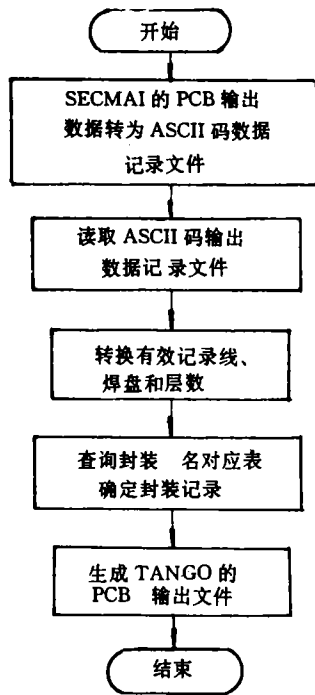 开始
SECMAI 的 PCB 输出
数据转为 ASCII 码数据
记录文件
读取 ASCII 码输出
数据记录文件
转换有效记录线、
焊盘和层数
查询封装 名对应表
确定封装记录
生成 TANGO 的
PCB 输出文件
结束